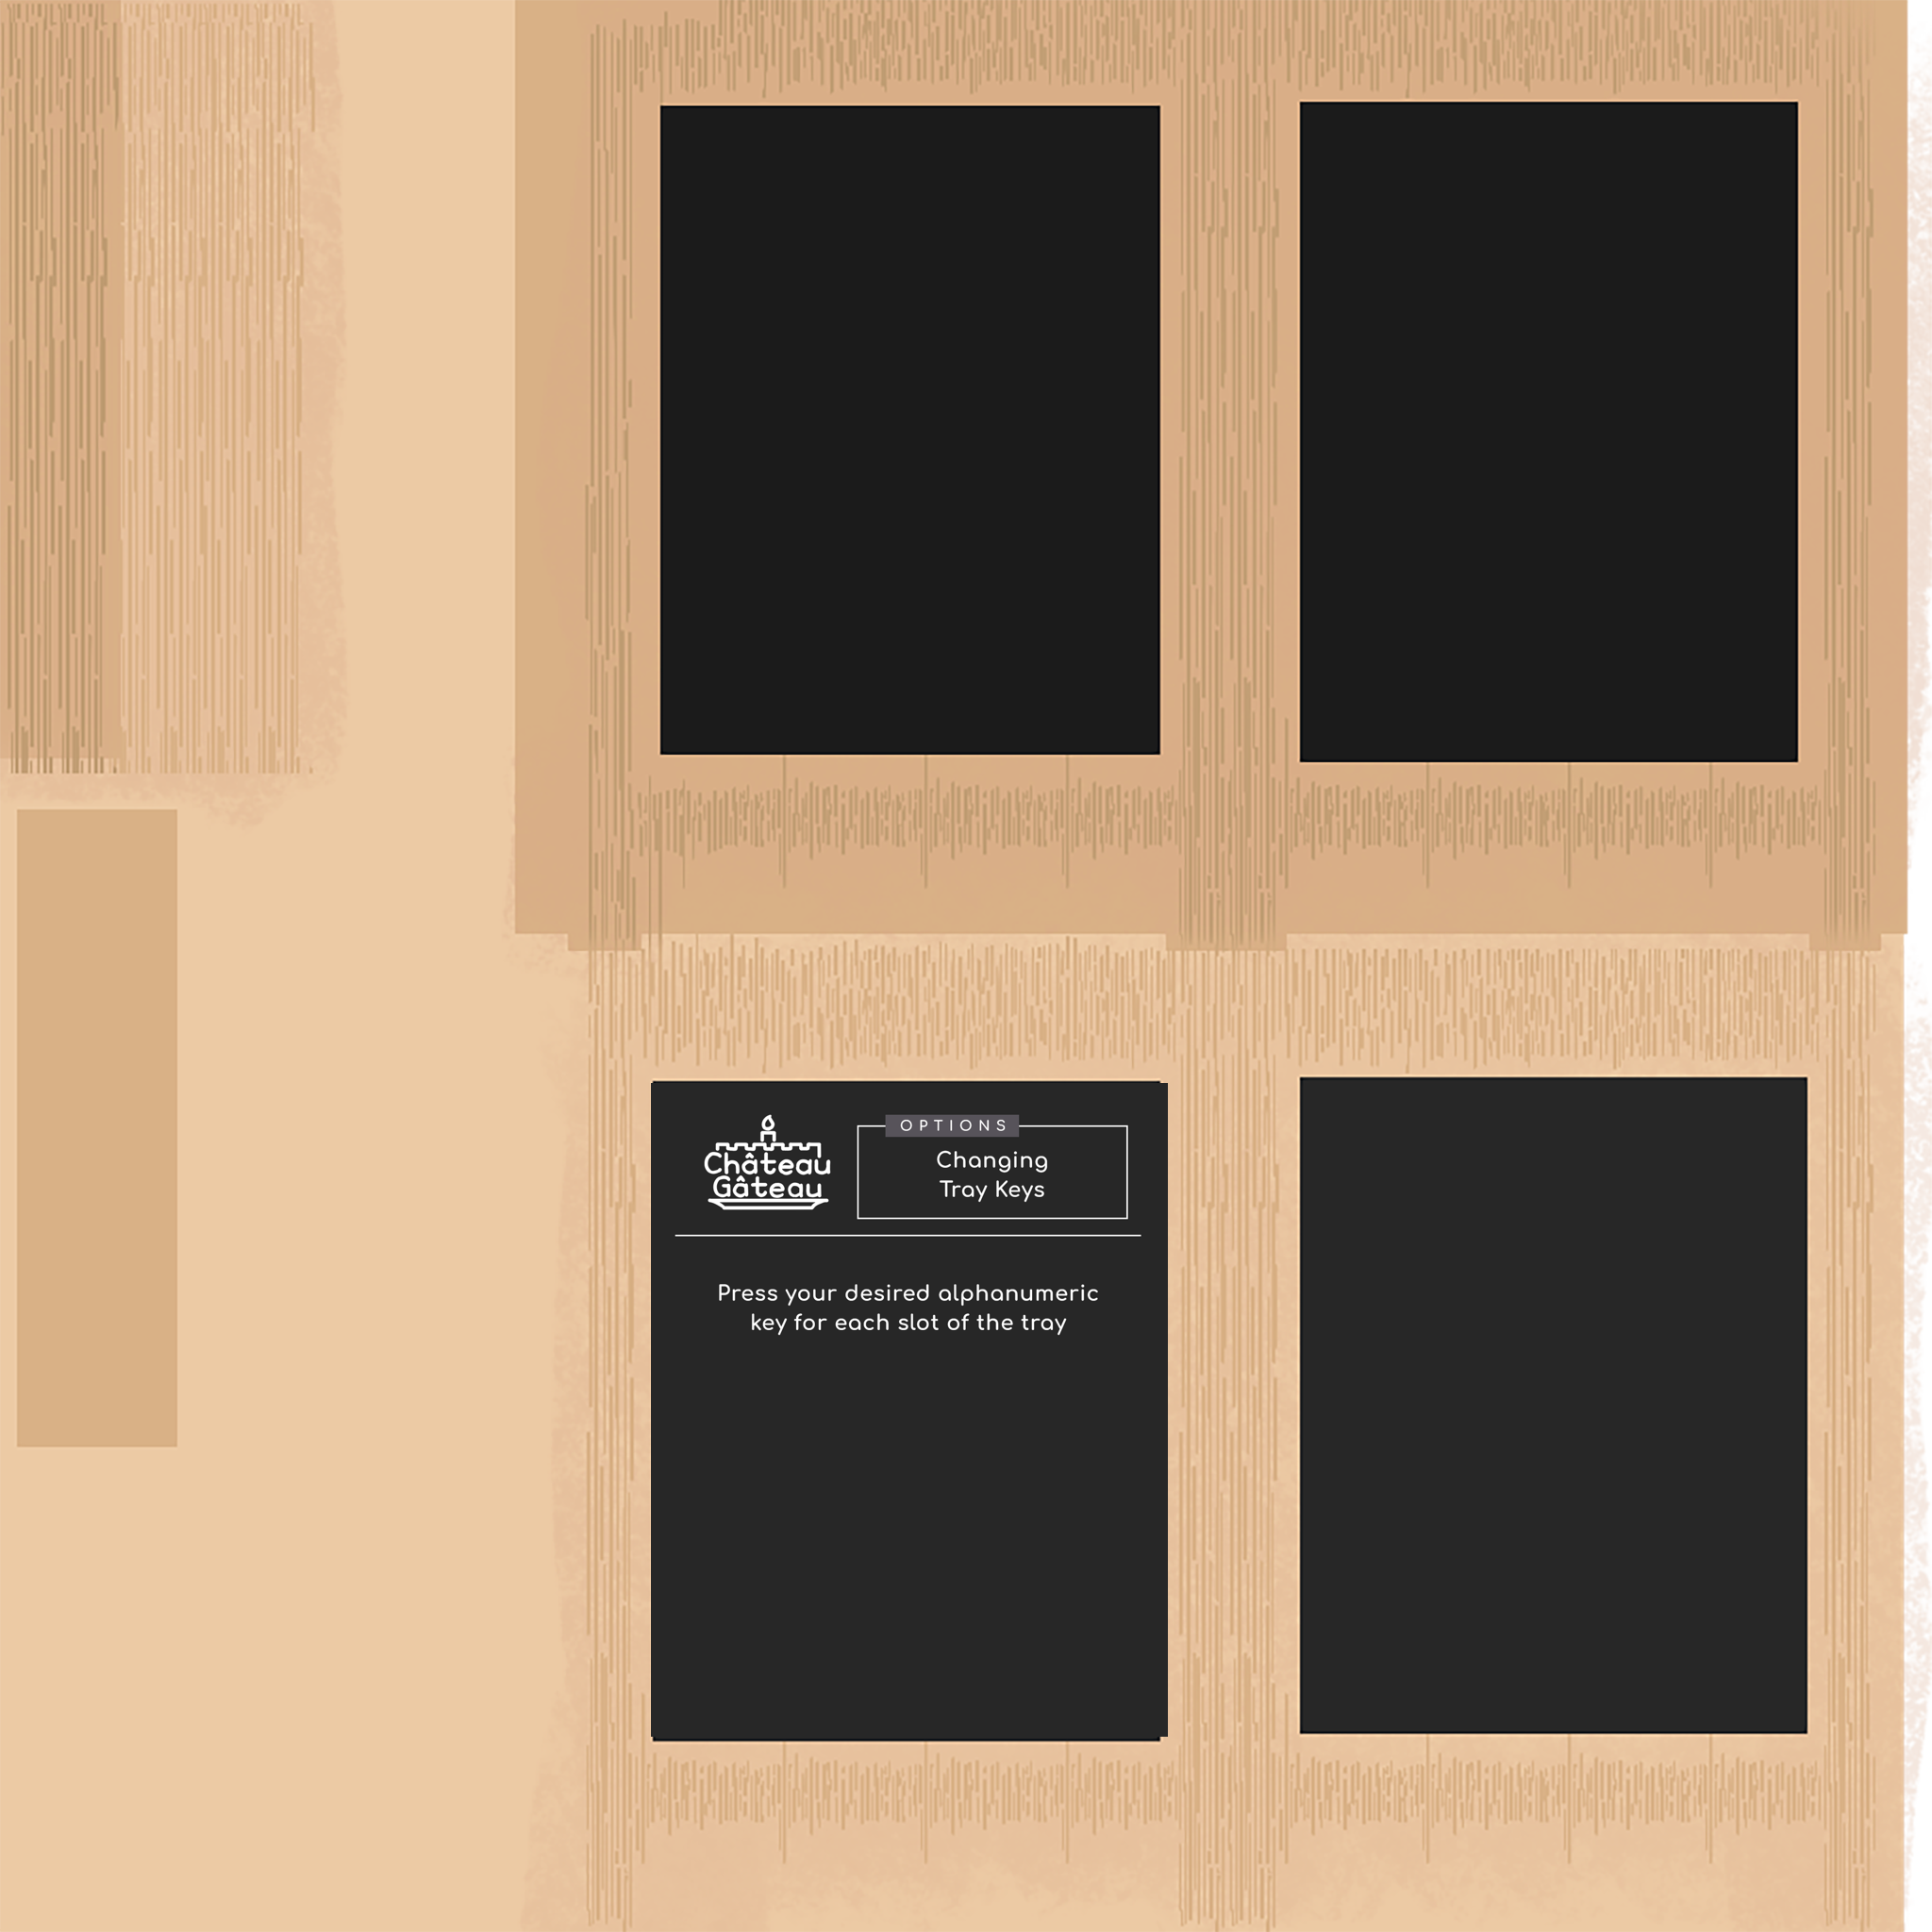 Château
Gâteau
OPTIONS
Changing
Tray Keys
Press your desired alphanumeric
key for each slot of the tray